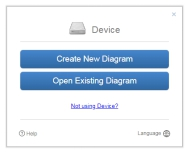 ×
Device
Create New Diagram
Open Existing Diagram
Not using Device?
? Help
Language